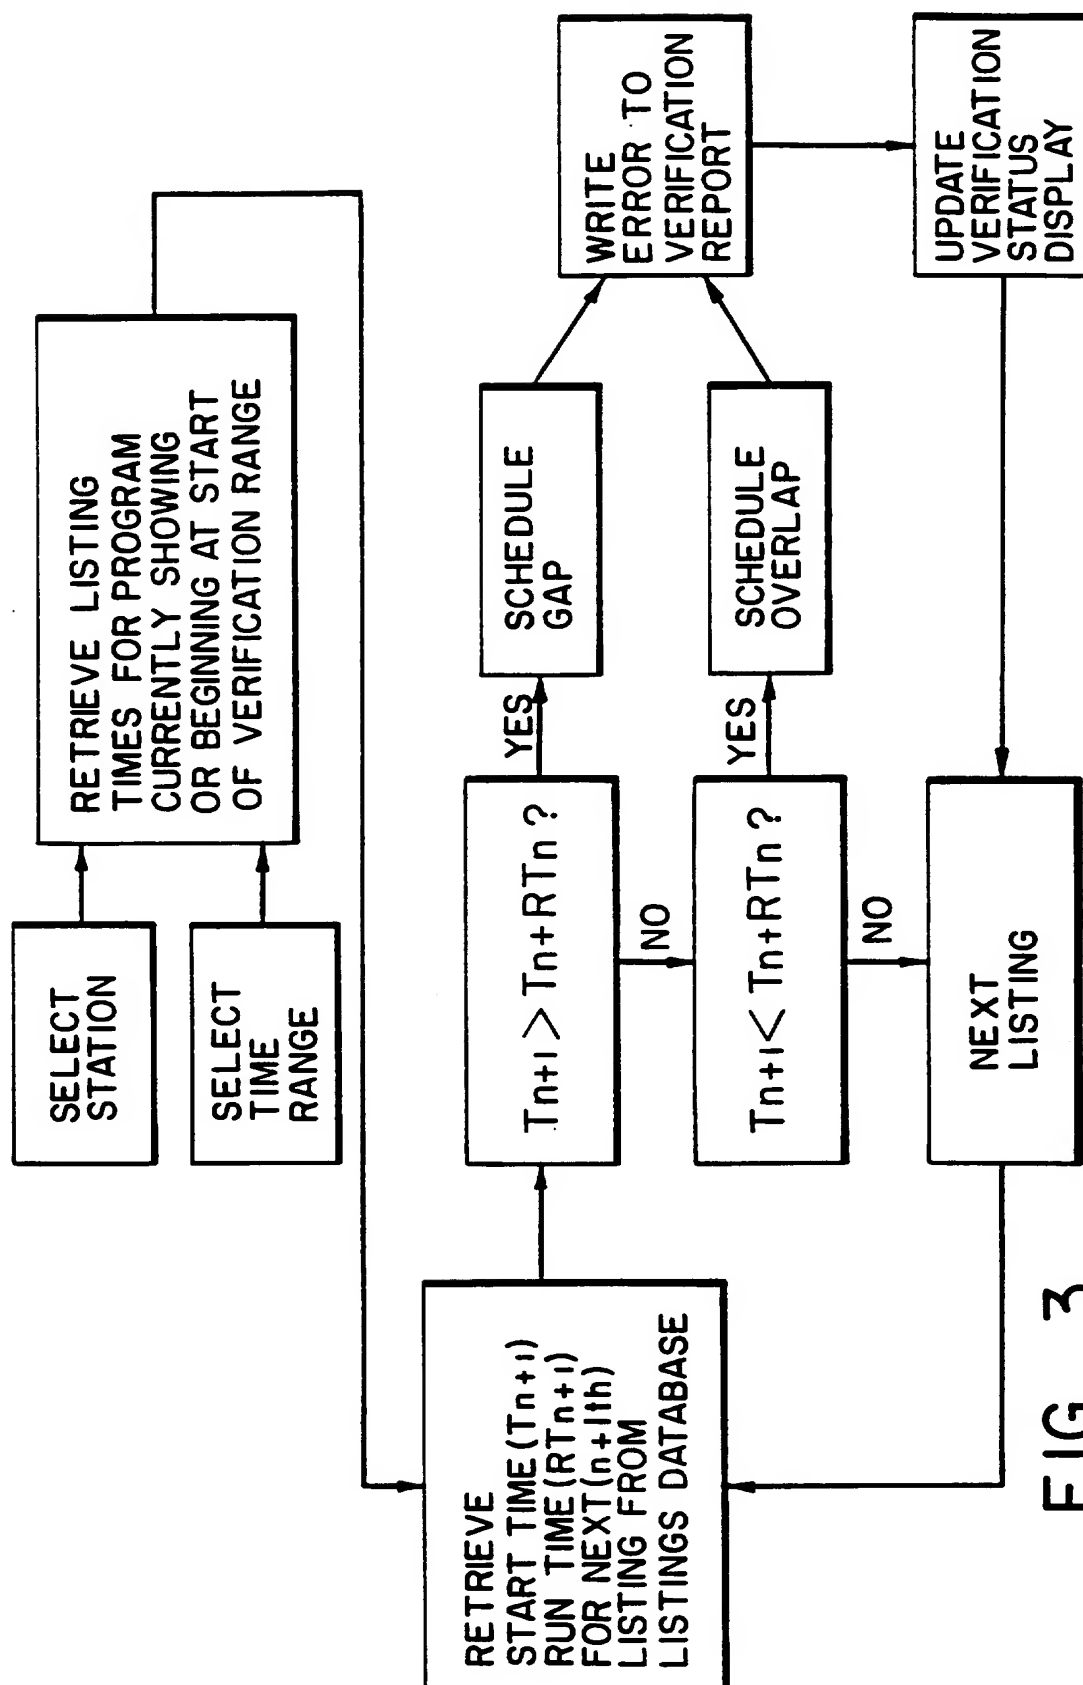 SELECT
STATION
SELECT
TIME
RANGE
RETRIEVE LISTING
TIMES FOR PROGRAM
CURRENTLY SHOWING
OR BEGINNING AT START
OF VERIFICATION RANGE
RETRIEVE
START TIME(Tn+1)
RUN TIME(RTn+1)
FOR NEXT(n+1th)
LISTING FROM
LISTINGS DATABASE
Tn+1> Tn+RTn?
YES
SCHEDULE
GAP
NO
Tn+1< Tn+RTn?
YES
SCHEDULE
OVERLAP
NO
WRITE
ERROR TO
VERIFICATION
REPORT
UPDATE
VERIFICATION
STATUS
DISPLAY
NEXT
LISTING
FIG 3